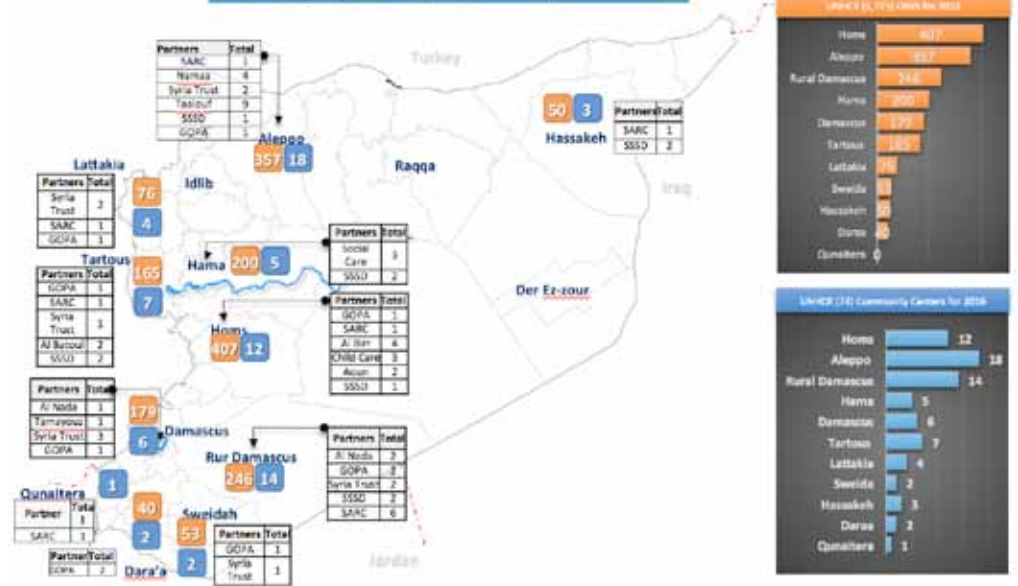 Turkey
Iraq
Jordan
Partners Total
SARC 1
Namaa 4
Syria Trust 2
Taalouf 9
SSSD 1
GOPA 1
Aleppo
357 18
50 3
Hassakeh
Partners Total
SARC 1
SSSD 2
Lattakia
Partners Total
Syria Trust 2
SARC 1
GOPA 1
76
4
Idlib
Raqqa
Tartous
Partners Total
GOPA 1
SARC 1
Syria Trust
Al Batoul 2
SSSD 2
165
7
Hama 200 5
Partners Total
Social Care 3
SSSD 2
Der Ez-zour
Homs
407 12
Partners Total
GOPA 1
SARC 1
Al Birr 4
Child Care 3
Aoun 2
SSSD 1
Partners Total
Al Nada 1
Tamayouz 1
Syria Trust 3
GOPA 1
179
6
Damascus
Rur Damascus
246 14
Partners Total
Al Nada 2
GOPA 2
Syria Trust 2
SSSD 2
SARC 6
Qunaitera
1
Partner Total
1
SARC 1
40
2
Partner Total
GOPA 2
Dara'a
Sweidah
53
2
Partners Total
GOPA 1
Syria Trust 1
Homs 407
Aleppo 357
Rural Damascus 246
Hama 200
Damascus 179
Tartous 165
Lattakia 76
Sweida
Hassakeh 50
Daraa 40
Qunaitera 0
UNHCR (74) Community Centers for 2016
Homs 12
Aleppo 18
Rural Damascus 14
Hama 5
Damascus 6
Tartous 7
Lattakia 4
Sweida 2
Hassakeh 3
Daraa 2
Qunaitera 1